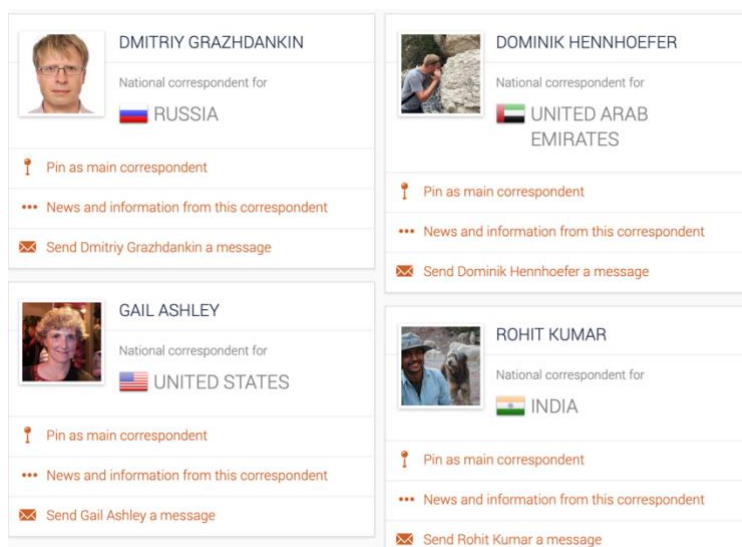 DMITRIY GRAZHDANKIN
National correspondent for
RUSSIA
Pin as main correspondent
News and information from this correspondent
Send Dmitriy Grazhdankin a message
GAIL ASHLEY
National correspondent for
UNITED STATES
Pin as main correspondent
News and information from this correspondent
Send Gail Ashley a message
DOMINIK HENNHOEFER
National correspondent for
UNITED ARAB
EMIRATES
Pin as main correspondent
News and information from this correspondent
Send Dominik Hennhoefer a message
ROHIT KUMAR
National correspondent for
INDIA
Pin as main correspondent
News and information from this correspondent
Send Rohit Kumar a message